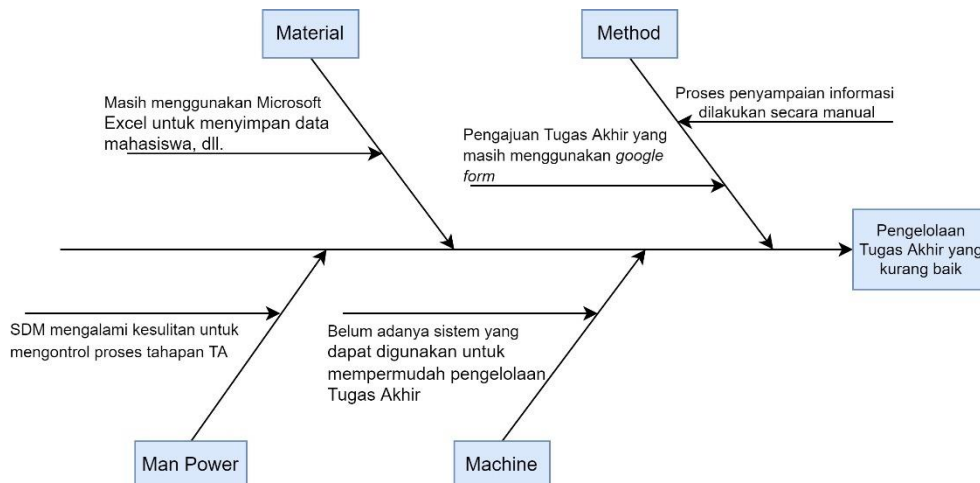 Material
Method
Masih menggunakan Microsoft
Excel untuk menyimpan data
mahasiswa, dll.
Proses penyampaian informasi
dilakukan secara manual
Pengajuan Tugas Akhir yang
masih menggunakan google
form
Pengelolaan
Tugas Akhir yang
kurang baik
SDM mengalami kesulitan untuk
mengontrol proses tahapan TA
Belum adanya sistem yang
dapat digunakan untuk
mempermudah pengelolaan
Tugas Akhir
Man Power
Machine